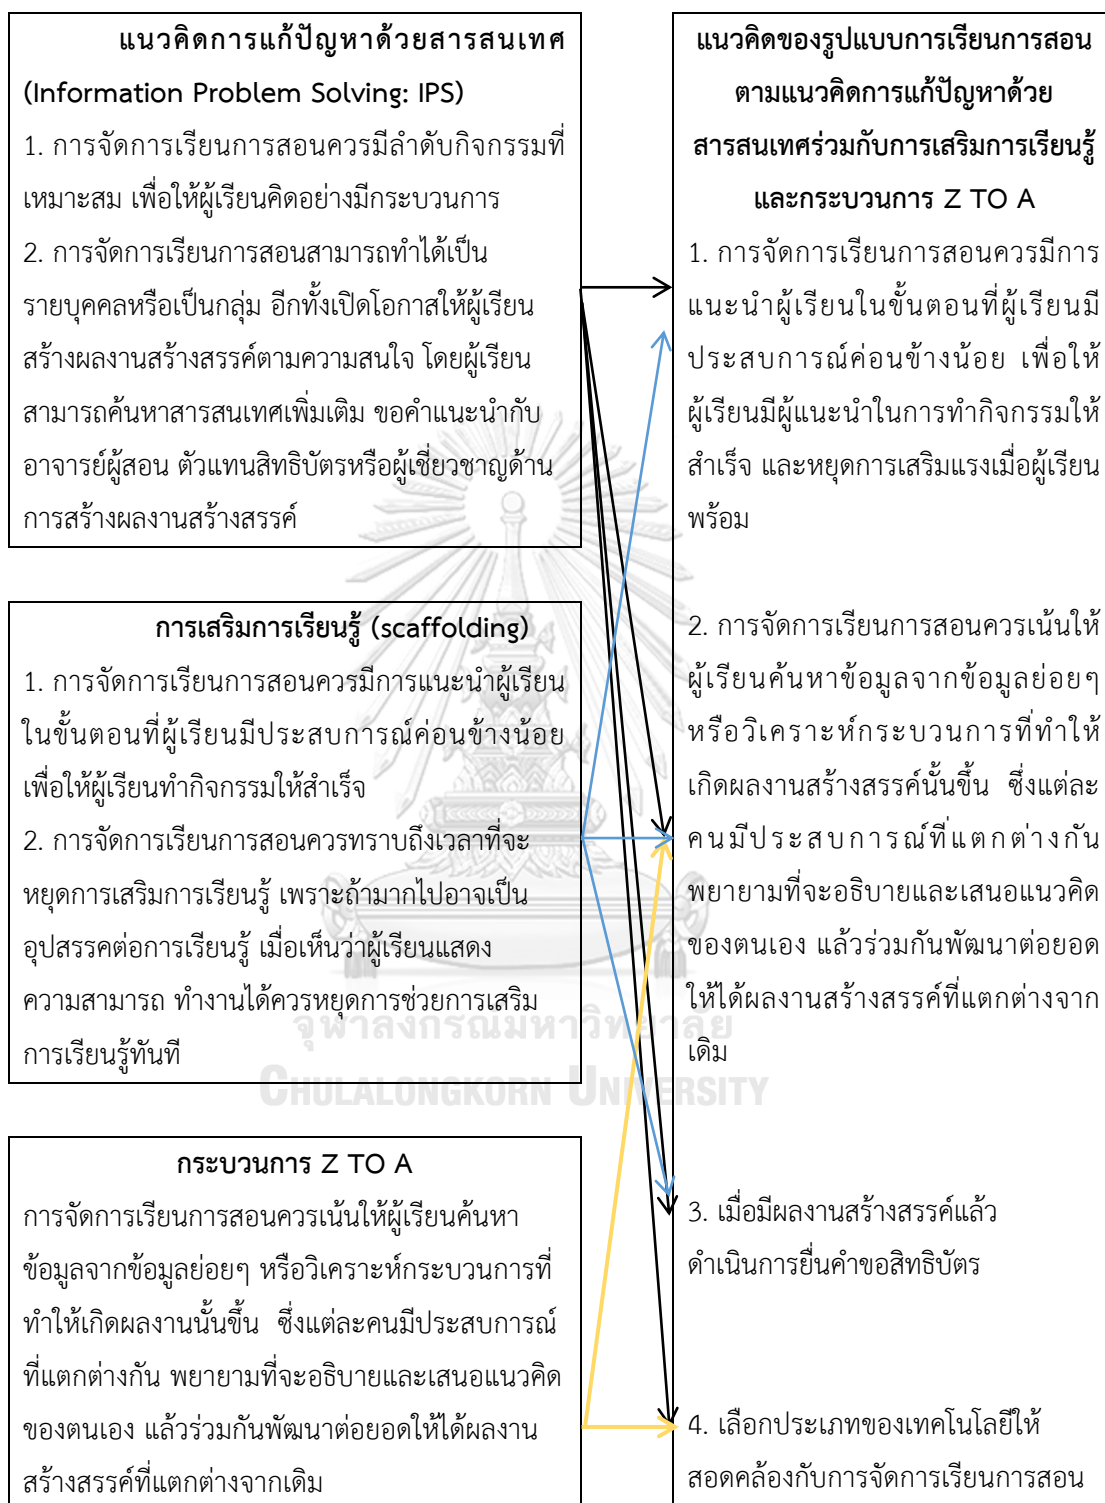 แนวคิดการแก้ปัญหาด้วยสารสนเทศ
(Information Problem Solving: IPS)
1. การจัดการเรียนการสอนควรมีลำดับกิจกรรมที่
เหมาะสม เพื่อให้ผู้เรียนคิดอย่างมีกระบวนการ
2. การจัดการเรียนการสอนสามารถทำได้เป็น
รายบุคคลหรือเป็นกลุ่ม อีกทั้งเปิดโอกาสให้ผู้เรียน
สร้างผลงานสร้างสรรค์ตามความสนใจ โดยผู้เรียน
สามารถค้นหาสารสนเทศเพิ่มเติม ขอคำแนะนำกับ
อาจารย์ผู้สอน ตัวแทนสิทธิบัตรหรือผู้เชี่ยวชาญด้าน
การสร้างผลงานสร้างสรรค์
การเสริมการเรียนรู้ (scaffolding)
1. การจัดการเรียนการสอนควรมีการแนะนำผู้เรียน
ในขั้นตอนที่ผู้เรียนมีประสบการณ์ค่อนข้างน้อย
เพื่อให้ผู้เรียนทำกิจกรรมให้สำเร็จ
2. การจัดการเรียนการสอนควรทราบถึงเวลาที่จะ
หยุดการเสริมการเรียนรู้ เพราะถ้ามากไปอาจเป็น
อุปสรรคต่อการเรียนรู้ เมื่อเห็นว่าผู้เรียนแสดง
ความสามารถ ทำงานได้ควรหยุดการช่วยการเสริม
การเรียนรู้ทันที
กระบวนการ Z TO A
การจัดการเรียนการสอนควรเน้นให้ผู้เรียนค้นหา
ข้อมูลจากข้อมูลย่อยๆ หรือวิเคราะห์กระบวนการที่
ทำให้เกิดผลงานนั้นขึ้น ซึ่งแต่ละคนมีประสบการณ์
ที่แตกต่างกัน พยายามที่จะอธิบายและเสนอแนวคิด
ของตนเอง แล้วร่วมกันพัฒนาต่อยอดให้ได้ผลงาน
สร้างสรรค์ที่แตกต่างจากเดิม
แนวคิดของรูปแบบการเรียนการสอน
ตามแนวคิดการแก้ปัญหาด้วย
สารสนเทศร่วมกับการเสริมการเรียนรู้
และกระบวนการ Z TO A
1. การจัดการเรียนการสอนควรมีการ
แนะนำผู้เรียนในขั้นตอนที่ผู้เรียนมี
ประสบการณ์ค่อนข้างน้อย เพื่อให้
ผู้เรียนมีผู้แนะนำในการทำกิจกรรมให้
สำเร็จ และหยุดการเสริมแรงเมื่อผู้เรียน
พร้อม
2. การจัดการเรียนการสอนควรเน้นให้
ผู้เรียนค้นหาข้อมูลจากข้อมูลย่อยๆ
หรือวิเคราะห์กระบวนการที่ทำให้
เกิดผลงานสร้างสรรค์นั้นขึ้น ซึ่งแต่ละ
คนมีประสบการณ์ที่แตกต่างกัน
พยายามที่จะอธิบายและเสนอแนวคิด
ของตนเอง แล้วร่วมกันพัฒนาต่อยอด
ให้ได้ผลงานสร้างสรรค์ที่แตกต่างจาก
เดิม
3. เมื่อมีผลงานสร้างสรรค์แล้ว
ดำเนินการยื่นคำขอสิทธิบัตร
4. เลือกประเภทของเทคโนโลยีให้
สอดคล้องกับการจัดการเรียนการสอน
จุฬาลงกรณ์มหาวิทยาลัย
CHULALONGKORN UNIVERSITY